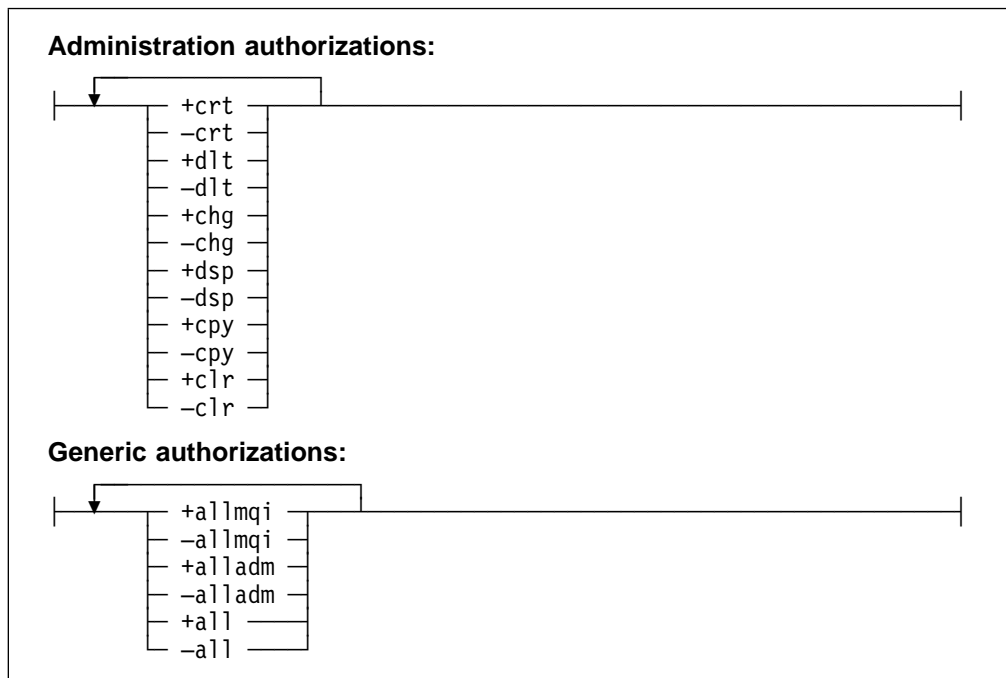 Administration authorizations:
+crt
–crt
+dlt
–dlt
+chg
–chg
+dsp
–dsp
+cpy
–cpy
+clr
–clr
Generic authorizations:
+allmqi
–allmqi
+alladm
–alladm
+all
–all